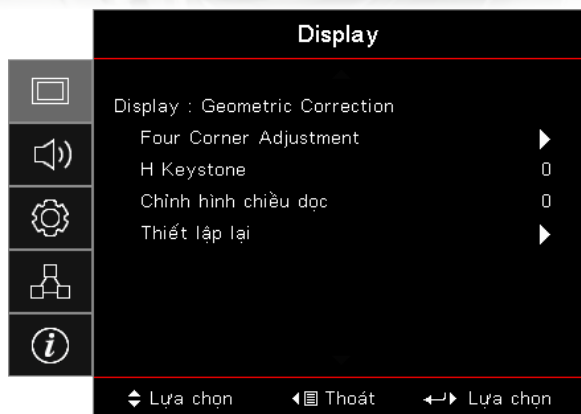 Display
Display : Geometric Correction
Four Corner Adjustment
H Keystone 0
Chỉnh hình chiều dọc 0
Thiết lập lại
Lựa chọn Thoát Lựa chọn